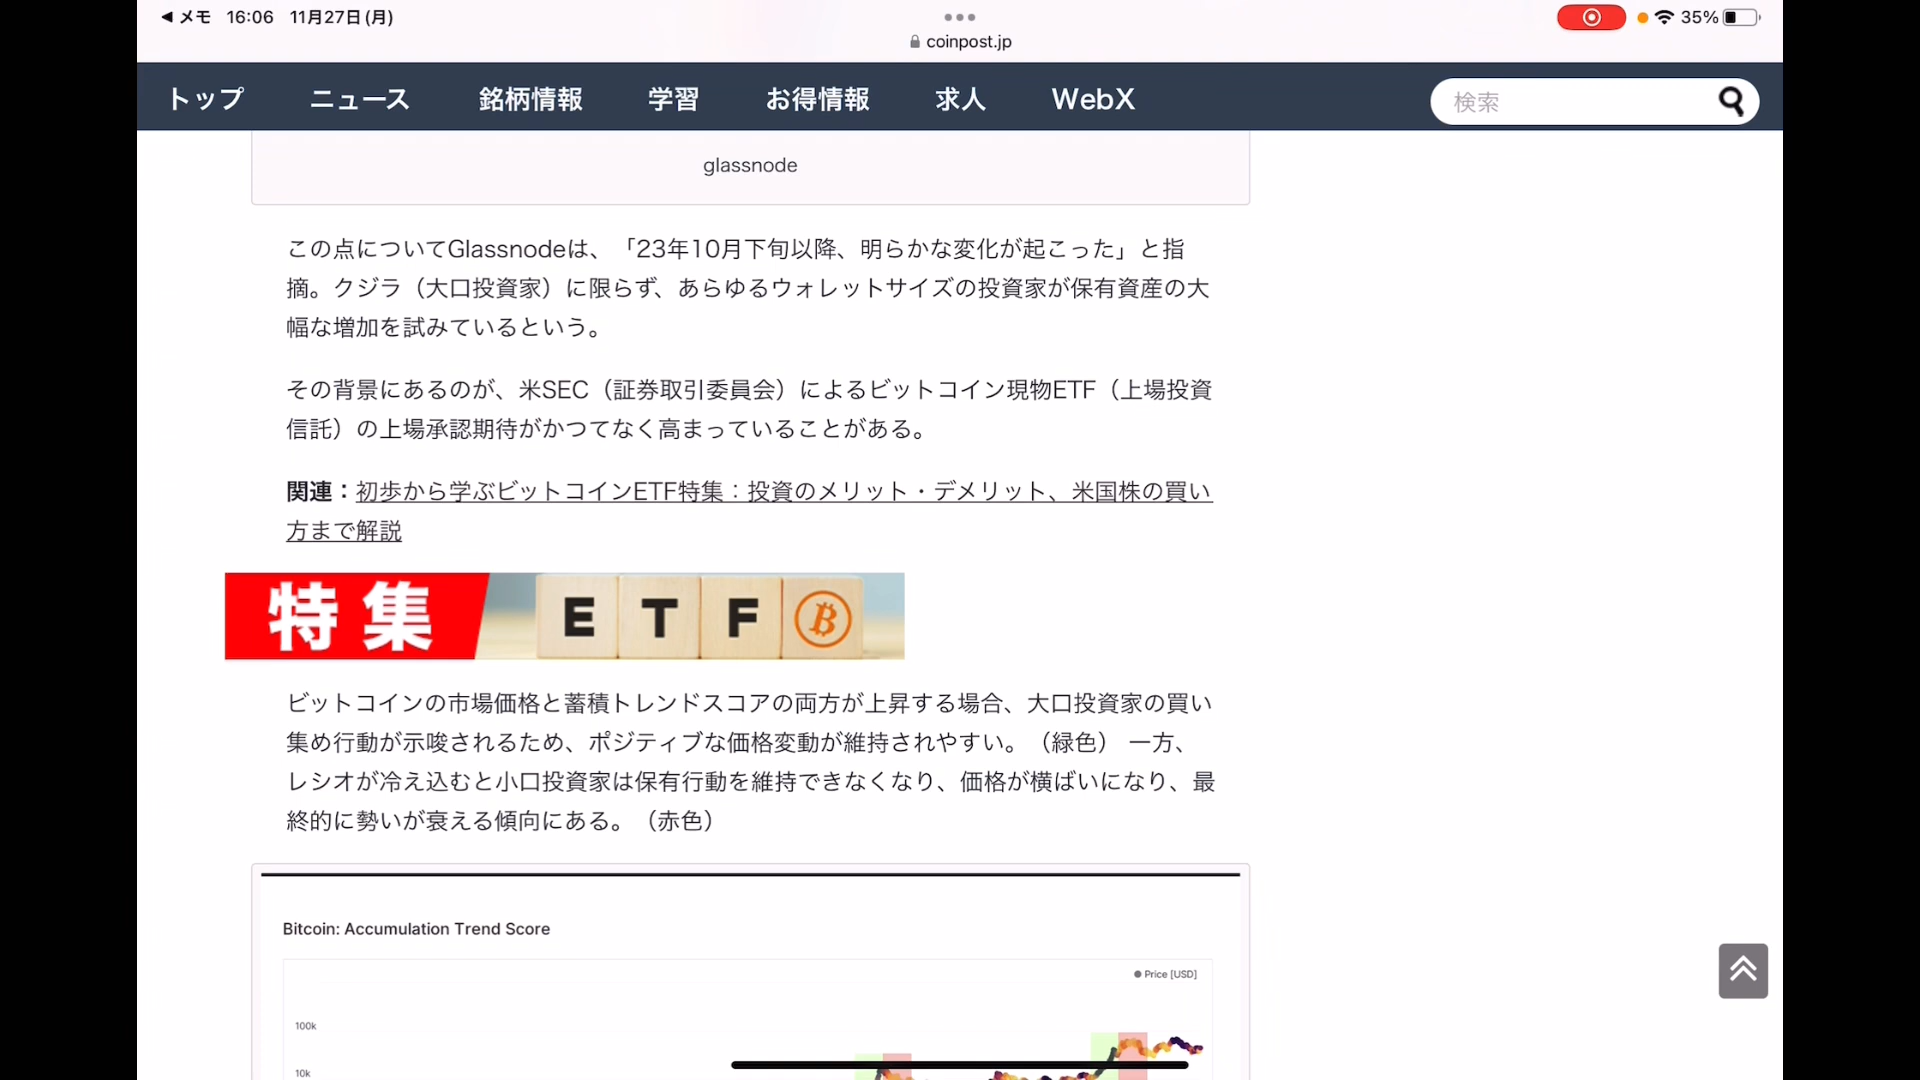 メモ 16:06 11月27日(月)
35%
coinpost.jp
トップ ニュース 銘柄情報 学習 お得情報 求人 WebX 検索
glassnode
この点についてGlassnodeは、「23年10月下旬以降、明らかな変化が起こった」と指
摘。クジラ（大口投資家）に限らず、あらゆるウォレットサイズの投資家が保有資産の大
幅な増加を試みているという。
その背景にあるのが、米SEC（証券取引委員会）によるビットコイン現物ETF（上場投資
信託）の上場承認期待がかつてなく高まっていることがある。
関連：初歩から学ぶビットコインETF特集：投資のメリット・デメリット、米国株の買い
方まで解説
特集 ETF
ビットコインの市場価格と蓄積トレンドスコアの両方が上昇する場合、大口投資家の買い
集め行動が示唆されるため、ポジティブな価格変動が維持されやすい。（緑色） 一方、
レシオが冷え込むと小口投資家は保有行動を維持できなくなり、価格が横ばいになり、最
終的に勢いが衰える傾向にある。（赤色）
Bitcoin: Accumulation Trend Score
Price [USD]
100k
10k